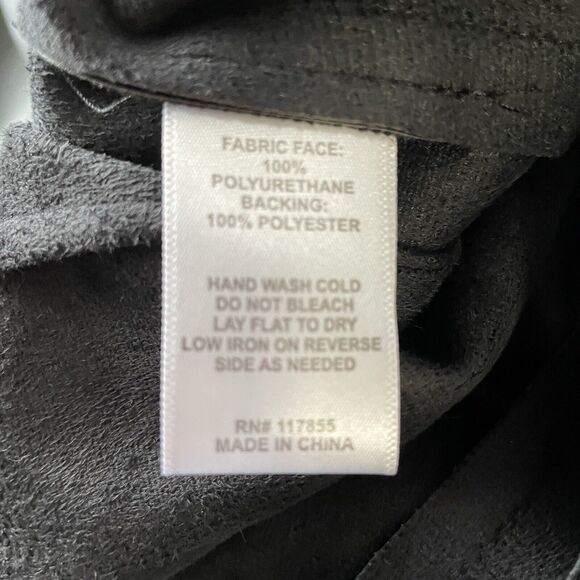 FABRIC FACE:
100%
POLYURETHANE
BACKING:
100% POLYESTER
HAND WASH COLD
DO NOT BLEACH
LAY FLAT TO DRY
LOW IRON ON REVERSE
SIDE AS NEEDED
RN# 117855
MADE IN CHINA